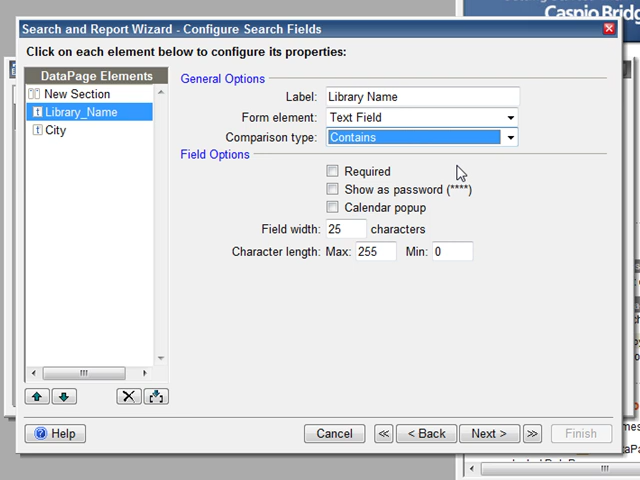 Caspio Bridg
Search and Report Wizard - Configure Search Fields
Click on each element below to configure its properties:
DataPage Elements
New Section
Library_Name
City
General Options
Label: Library Name
Form element: Text Field
Comparison type: Contains
Field Options
Required
Show as password (****)
Calendar popup
Field width: 25 characters
Character length: Max: 255 Min: 0
Help
Cancel
<<
< Back
Next >
>>
Finish